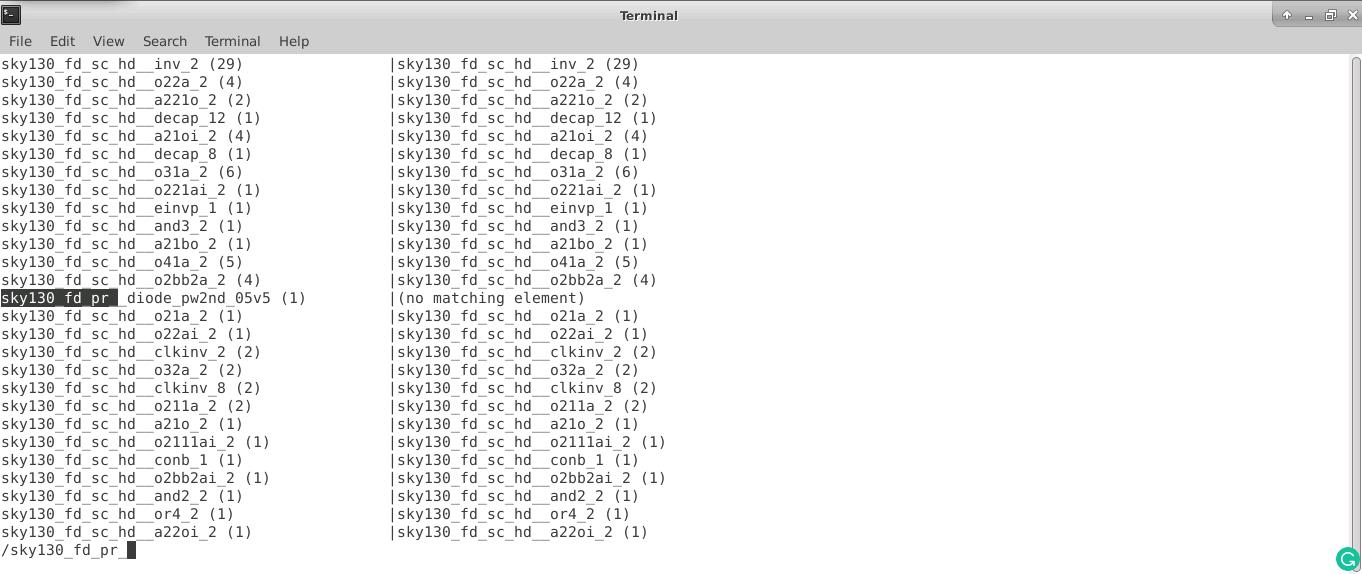 Terminal
File Edit View Search Terminal Help
sky130_fd_sc_hd__inv_2 (29) |sky130_fd_sc_hd__inv_2 (29)
sky130_fd_sc_hd__o22a_2 (4) |sky130_fd_sc_hd__o22a_2 (4)
sky130_fd_sc_hd__a221o_2 (2) |sky130_fd_sc_hd__a221o_2 (2)
sky130_fd_sc_hd__decap_12 (1) |sky130_fd_sc_hd__decap_12 (1)
sky130_fd_sc_hd__a21oi_2 (4) |sky130_fd_sc_hd__a21oi_2 (4)
sky130_fd_sc_hd__decap_8 (1) |sky130_fd_sc_hd__decap_8 (1)
sky130_fd_sc_hd__o31a_2 (6) |sky130_fd_sc_hd__o31a_2 (6)
sky130_fd_sc_hd__o221ai_2 (1) |sky130_fd_sc_hd__o221ai_2 (1)
sky130_fd_sc_hd__einvp_1 (1) |sky130_fd_sc_hd__einvp_1 (1)
sky130_fd_sc_hd__and3_2 (1) |sky130_fd_sc_hd__and3_2 (1)
sky130_fd_sc_hd__a21bo_2 (1) |sky130_fd_sc_hd__a21bo_2 (1)
sky130_fd_sc_hd__o41a_2 (5) |sky130_fd_sc_hd__o41a_2 (5)
sky130_fd_sc_hd__o2bb2a_2 (4) |sky130_fd_sc_hd__o2bb2a_2 (4)
sky130_fd_pr__diode_pw2nd_05v5 (1) |(no matching element)
sky130_fd_sc_hd__o21a_2 (1) |sky130_fd_sc_hd__o21a_2 (1)
sky130_fd_sc_hd__o22ai_2 (1) |sky130_fd_sc_hd__o22ai_2 (1)
sky130_fd_sc_hd__clkinv_2 (2) |sky130_fd_sc_hd__clkinv_2 (2)
sky130_fd_sc_hd__o32a_2 (2) |sky130_fd_sc_hd__o32a_2 (2)
sky130_fd_sc_hd__clkinv_8 (2) |sky130_fd_sc_hd__clkinv_8 (2)
sky130_fd_sc_hd__o211a_2 (2) |sky130_fd_sc_hd__o211a_2 (2)
sky130_fd_sc_hd__a21o_2 (1) |sky130_fd_sc_hd__a21o_2 (1)
sky130_fd_sc_hd__o2111ai_2 (1) |sky130_fd_sc_hd__o2111ai_2 (1)
sky130_fd_sc_hd__conb_1 (1) |sky130_fd_sc_hd__conb_1 (1)
sky130_fd_sc_hd__o2bb2ai_2 (1) |sky130_fd_sc_hd__o2bb2ai_2 (1)
sky130_fd_sc_hd__and2_2 (1) |sky130_fd_sc_hd__and2_2 (1)
sky130_fd_sc_hd__or4_2 (1) |sky130_fd_sc_hd__or4_2 (1)
sky130_fd_sc_hd__a22oi_2 (1) |sky130_fd_sc_hd__a22oi_2 (1)
/sky130_fd_pr_